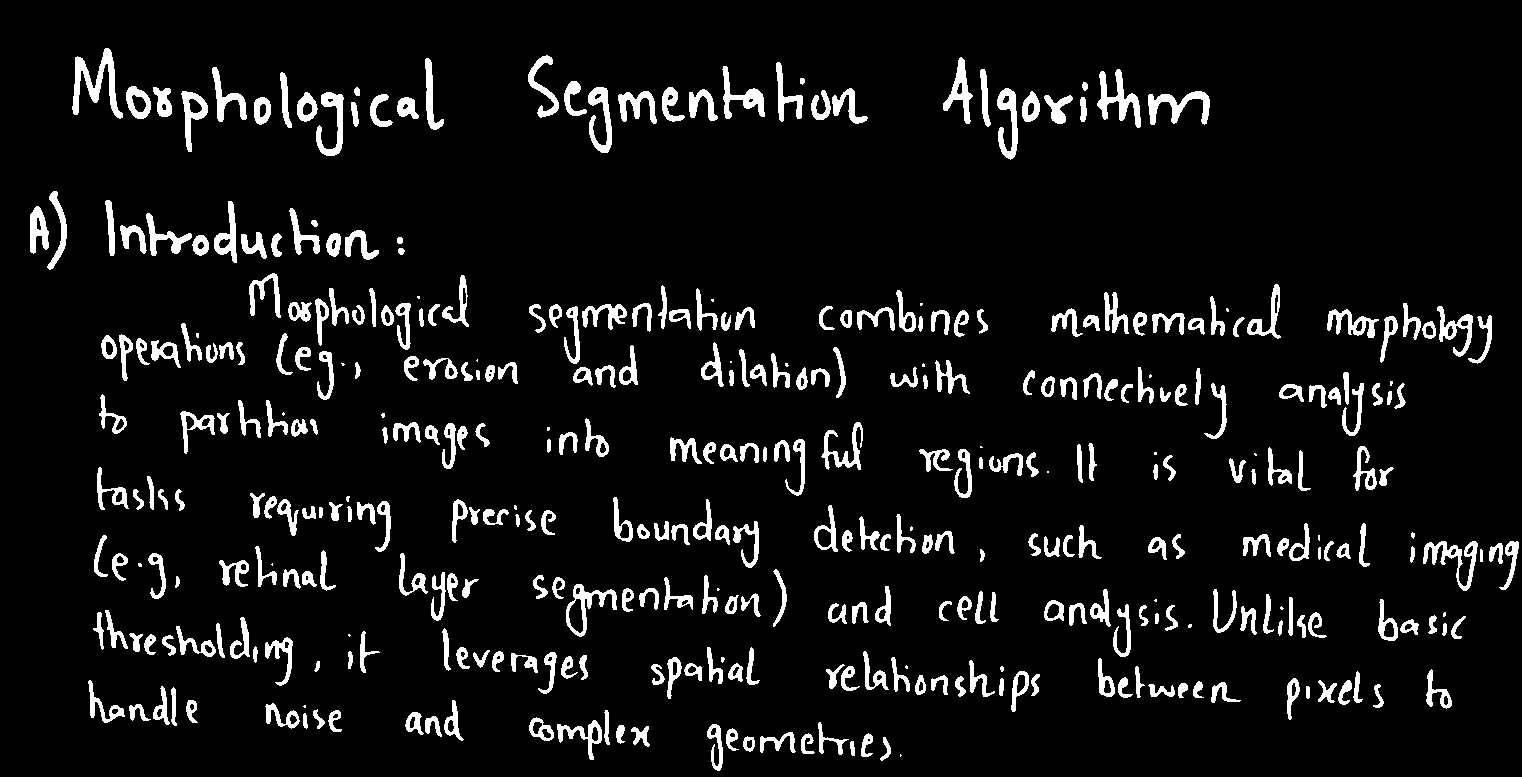 Morphological Segmentation Algorithm
A) Introduction :
Morphological segmentation combines mathematical morphology
operations (eg., erosion and dilation) with connectively analysis
to partition images into meaningful regions. It is vital for
tasks requiring precise boundary detection, such as medical imaging
(e.g, retinal layer segmentation) and cell analysis. Unlike basic
thresholding, it leverages spatial relationships between pixels to
handle noise and complex geometries.